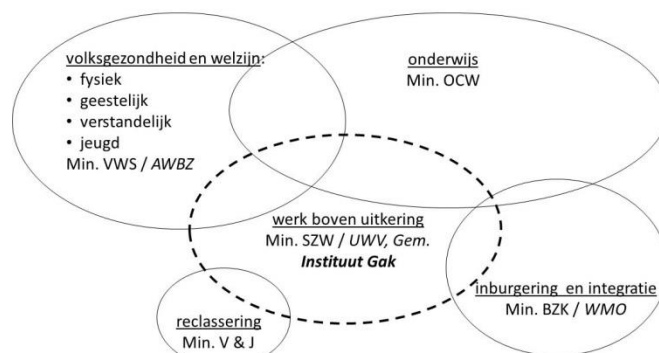 volksgezondheid en welzijn:
• fysiek
• geestelijk
• verstandelijk
• jeugd
Min. VWS / AWBZ
onderwijs
Min. OCW
werk boven uitkering
Min. SZW / UWV, Gem.
Instituut Gak
inburgering en integratie
Min. BZK / WMO
reclassering
Min. V & J